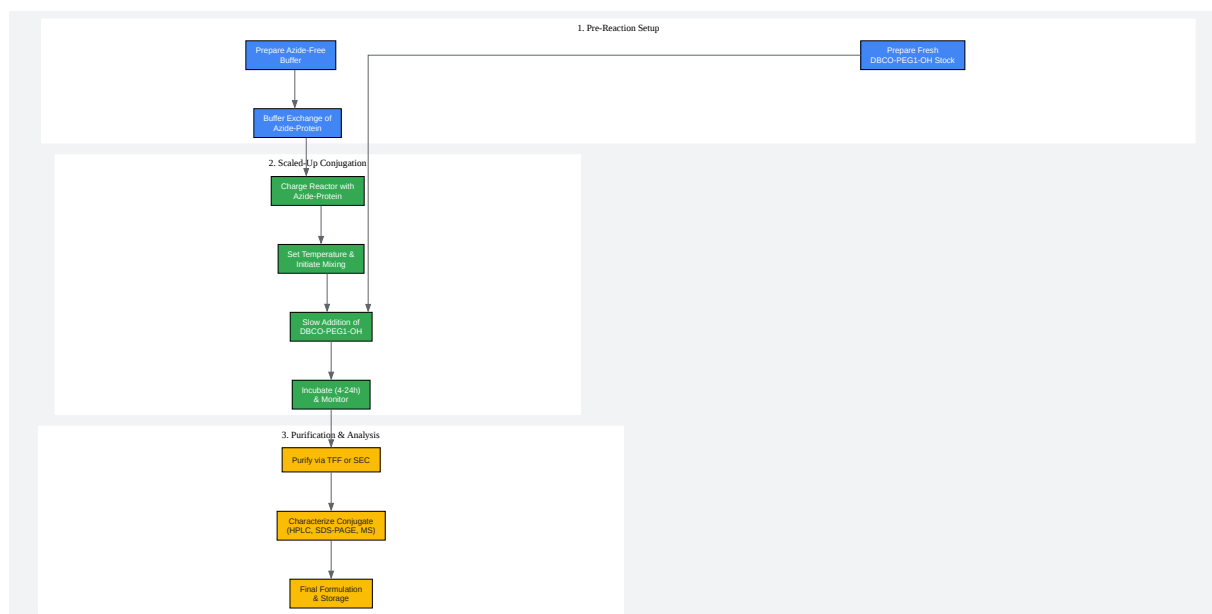 1. Pre-Reaction Setup
Prepare Azide-Free
Buffer
Prepare Fresh
DBCO-PEG1-OH Stock
Buffer Exchange of
Azide-Protein
2. Scaled-Up Conjugation
Charge Reactor with
Azide-Protein
Set Temperature &
Initiate Mixing
Slow Addition of
DBCO-PEG1-OH
Incubate (4-24h)
& Monitor
3. Purification & Analysis
Purify via TFF or SEC
Characterize Conjugate
(HPLC, SDS-PAGE, MS)
Final Formulation
& Storage